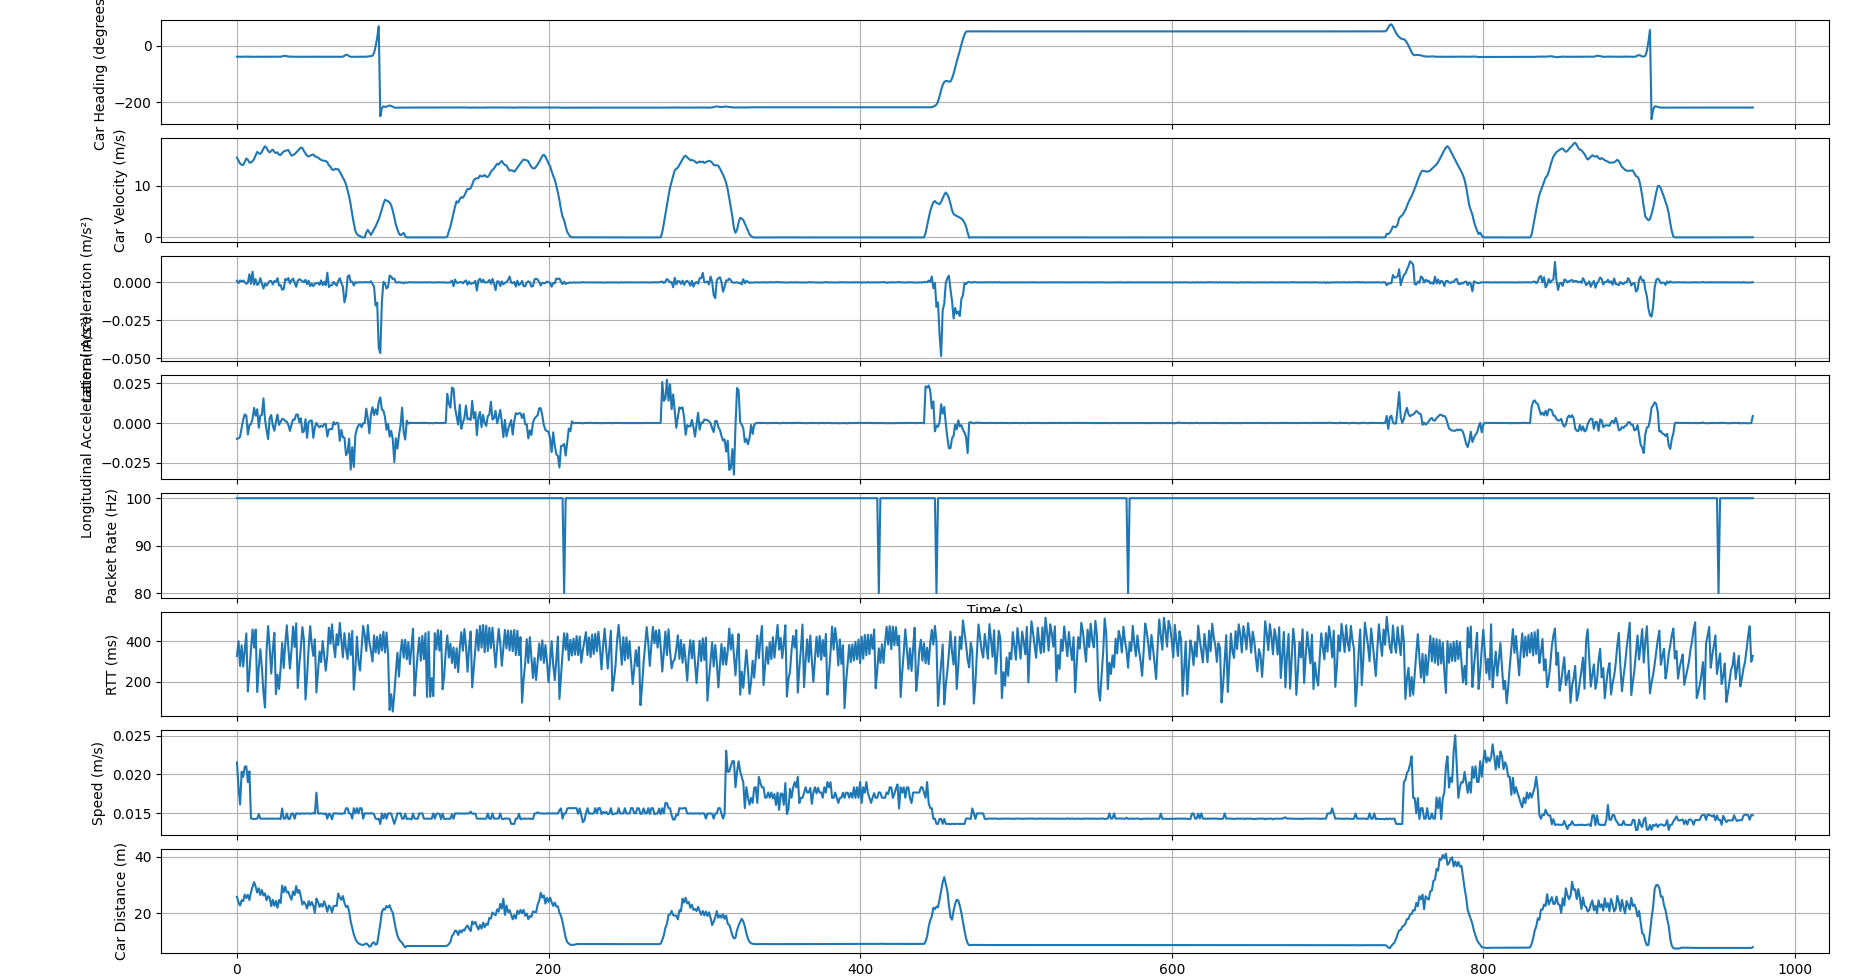 Car Heading (degrees
0
−200
Car Velocity (m/s)
10
0
Lateral Acceleration (m/s²)
0.000
−0.025
−0.050
Longitudinal Acceleration (m/s²)
0.025
0.000
−0.025
Packet Rate (Hz)
100
90
80
Time (s)
RTT (ms)
400
200
Speed (m/s)
0.025
0.020
0.015
Car Distance (m)
40
20
0
200
400
600
800
1000